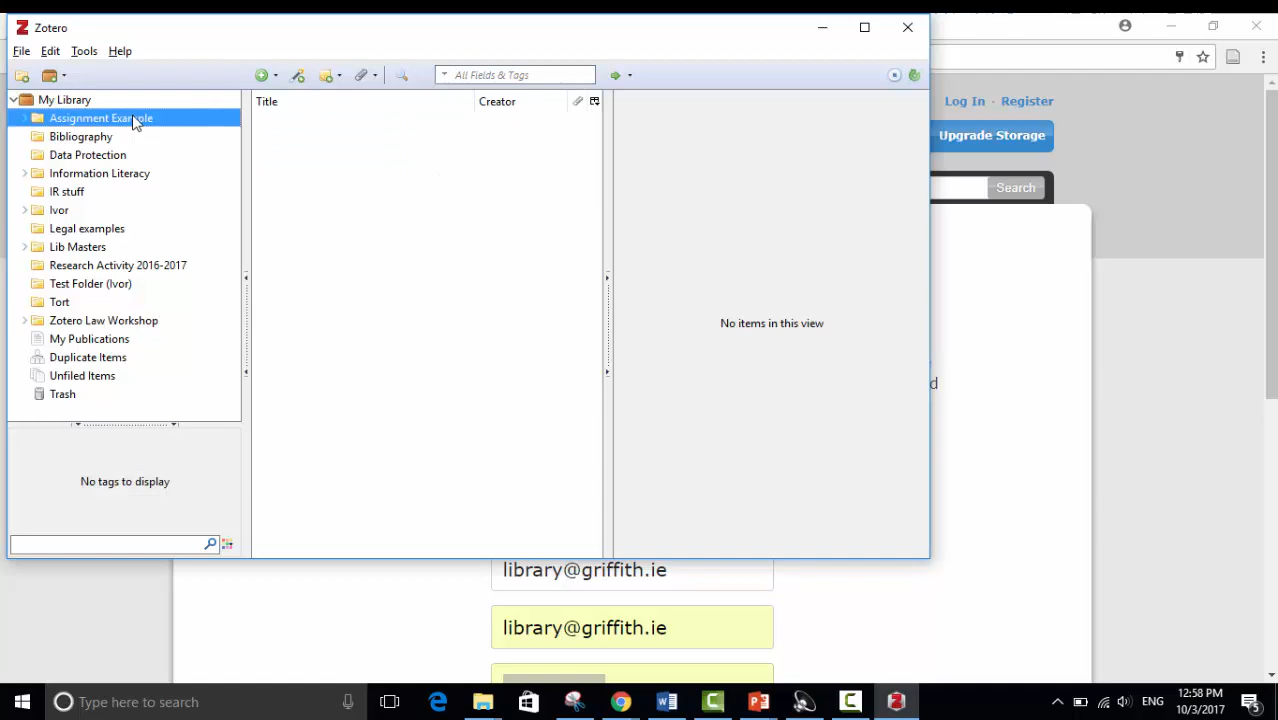 Zotero
File Edit Tools Help
All Fields & Tags
My Library
Assignment Example
Bibliography
Data Protection
Information Literacy
IR stuff
Ivor
Legal examples
Lib Masters
Research Activity 2016-2017
Test Folder (Ivor)
Tort
Zotero Law Workshop
My Publications
Duplicate Items
Unfiled Items
Trash
No tags to display
Title Creator
No items in this view
Log In · Register
Upgrade Storage
Search
d
library@griffith.ie
library@griffith.ie
Type here to search
ENG
12:58 PM
10/3/2017
5